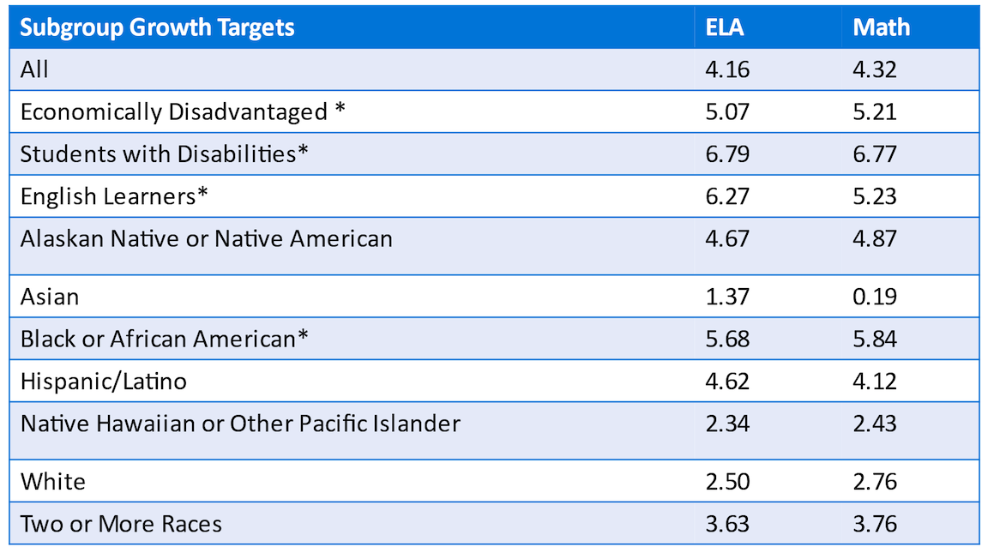 Subgroup Growth Targets ELA Math
All 4.16 4.32
Economically Disadvantaged * 5.07 5.21
Students with Disabilities* 6.79 6.77
English Learners* 6.27 5.23
Alaskan Native or Native American 4.67 4.87
Asian 1.37 0.19
Black or African American* 5.68 5.84
Hispanic/Latino 4.62 4.12
Native Hawaiian or Other Pacific Islander 2.34 2.43
White 2.50 2.76
Two or More Races 3.63 3.76